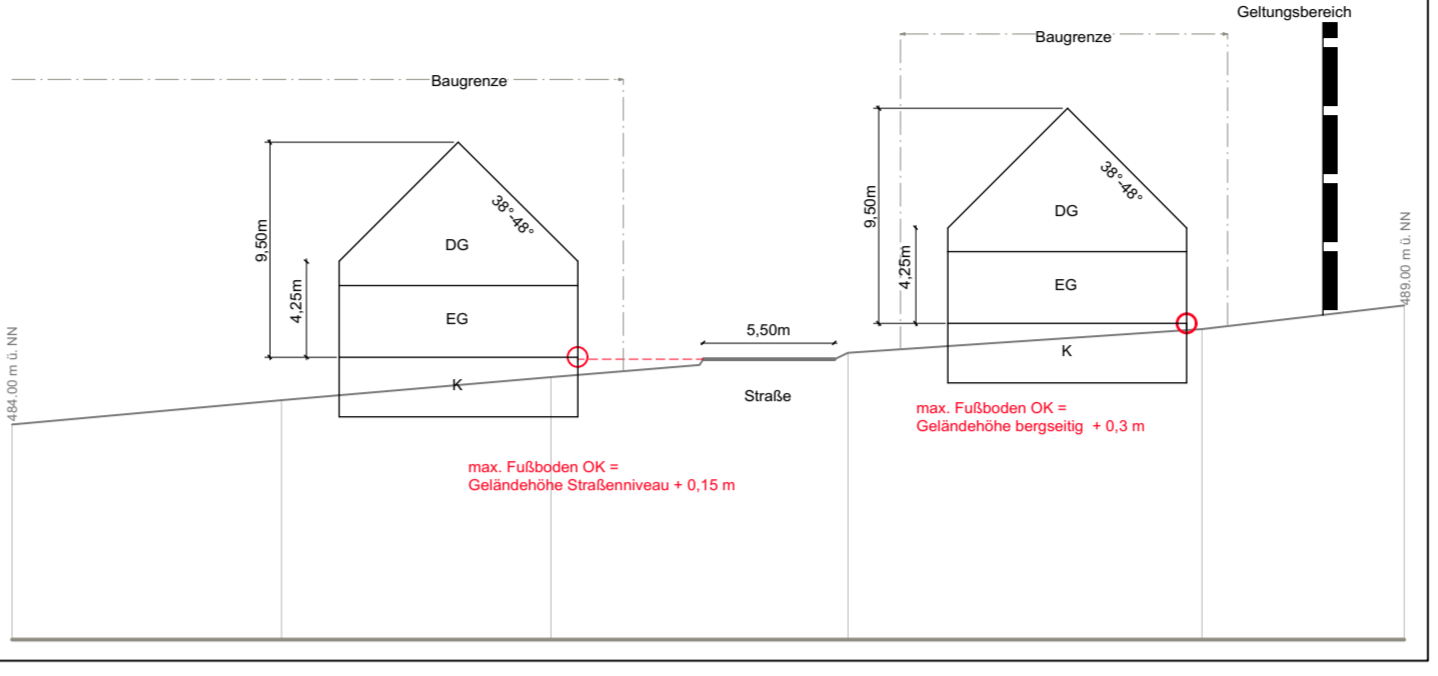 Geltungsbereich
Baugrenze
Baugrenze
9,50m
4,25m
38°-48°
DG
EG
K
484.00 m ü. NN
5,50m
Straße
9,50m
4,25m
38°-48°
DG
EG
K
489.00 m ü. NN
max. Fußboden OK =
Geländehöhe bergseitig + 0,3 m
max. Fußboden OK =
Geländehöhe Straßenniveau + 0,15 m